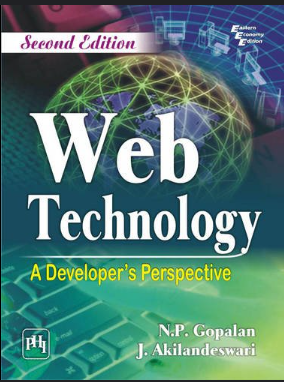 Second Edition
Eastern
Economy
Edition
Web
Technology
A Developer's Perspective
N.P. Gopalan
J. Akilandeswari
PHI